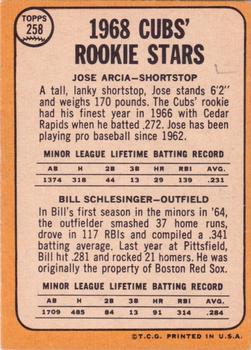 TOPPS
258
1968 CUBS'
ROOKIE STARS
JOSE ARCIA-SHORTSTOP
A tall, lanky shortstop, Jose stands 6'2"
and weighs 170 pounds. The Cubs' rookie
had his finest year in 1966 with Cedar
Rapids when he batted .272. Jose has been
playing pro baseball since 1962.
MINOR LEAGUE LIFETIME BATTING RECORD
AB H 2B 3B HR RBI AVG.
1374 318 44 13 29 139 .231
BILL SCHLESINGER-OUTFIELD
In Bill's first season in the minors in '64,
the outfielder smashed 37 home runs,
drove in 117 RBIs and compiled a .341
batting average. Last year at Pittsfield,
Bill hit .281 and rocked 21 homers. He was
originally the property of Boston Red Sox.
MINOR LEAGUE LIFETIME BATTING RECORD
AB H 2B 3B HR RBI AVG.
1709 485 84 13 91 314 .284
©T.C.G. PRINTED IN U.S.A.